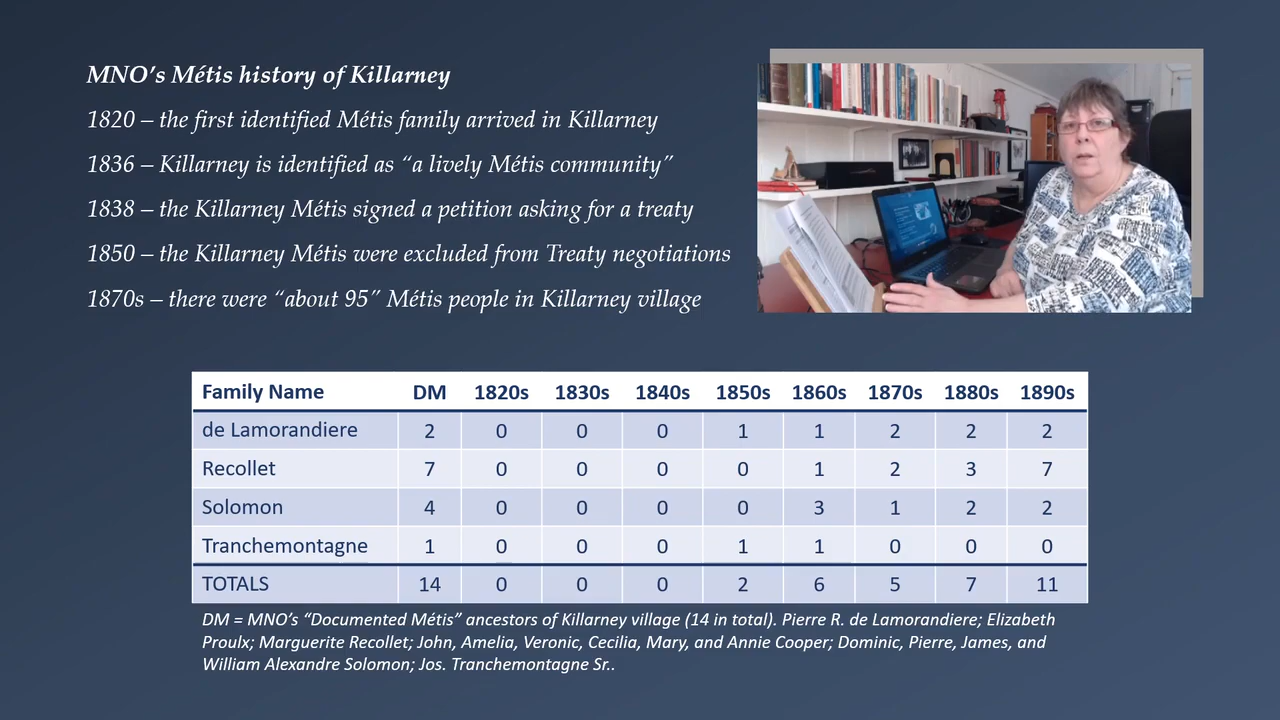 MNO’s Métis history of Killarney
1820 – the first identified Métis family arrived in Killarney
1836 – Killarney is identified as “a lively Métis community”
1838 – the Killarney Métis signed a petition asking for a treaty
1850 – the Killarney Métis were excluded from Treaty negotiations
1870s – there were “about 95” Métis people in Killarney village
Family Name DM 1820s 1830s 1840s 1850s 1860s 1870s 1880s 1890s
de Lamorandiere 2 0 0 0 1 1 2 2 2
Recollet 7 0 0 0 0 1 2 3 7
Solomon 4 0 0 0 0 3 1 2 2
Tranchemontagne 1 0 0 0 1 1 0 0 0
TOTALS 14 0 0 0 2 6 5 7 11
DM = MNO’s “Documented Métis” ancestors of Killarney village (14 in total). Pierre R. de Lamorandiere; Elizabeth
Proulx; Marguerite Recollet; John, Amelia, Veronic, Cecilia, Mary, and Annie Cooper; Dominic, Pierre, James, and
William Alexandre Solomon; Jos. Tranchemontagne Sr..